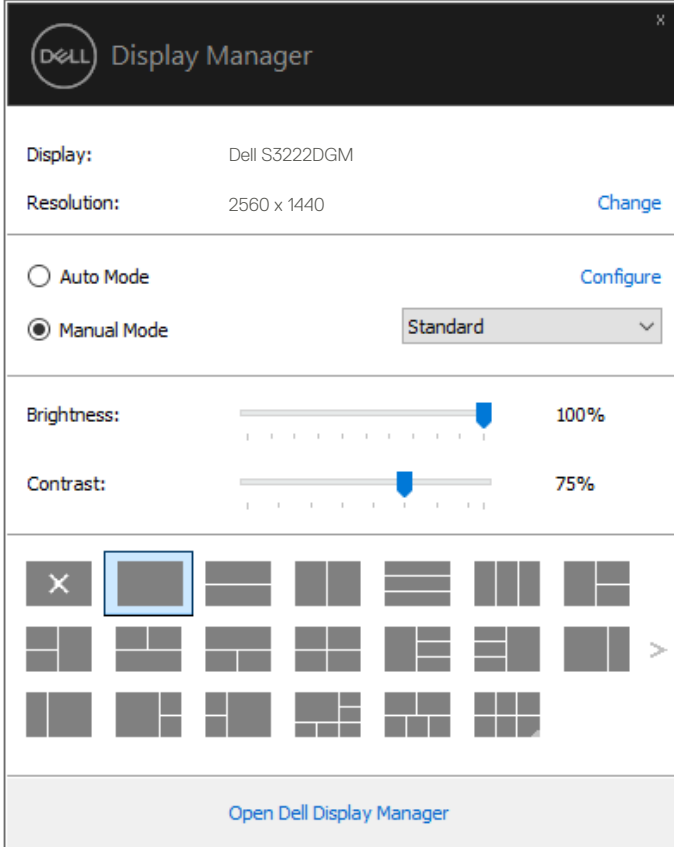 x
DELL Display Manager
Display: Dell S3222DGM
Resolution: 2560 x 1440 Change
Auto Mode Configure
Manual Mode Standard
Brightness: 100%
Contrast: 75%
Open Dell Display Manager